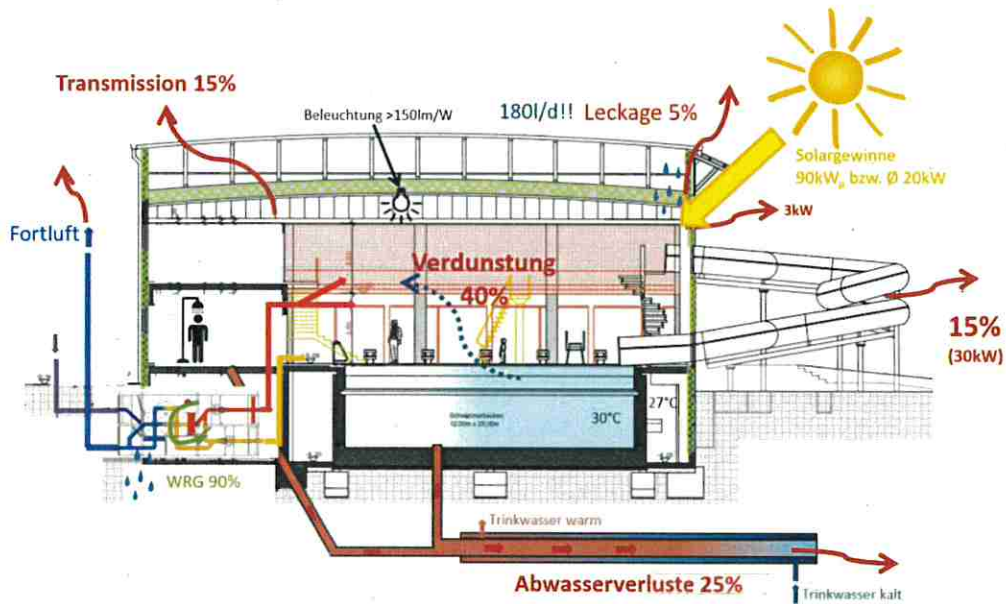 Transmission 15%
Beleuchtung >150lm/W
180l/d!! Leckage 5%
Solargewinne
90kWp bzw. Ø 20kW
3kW
Fortluft
Verdunstung
40%
15%
(30kW)
27°C
30°C
WRG 90%
Trinkwasser warm
Abwasserverluste 25%
Trinkwasser kalt